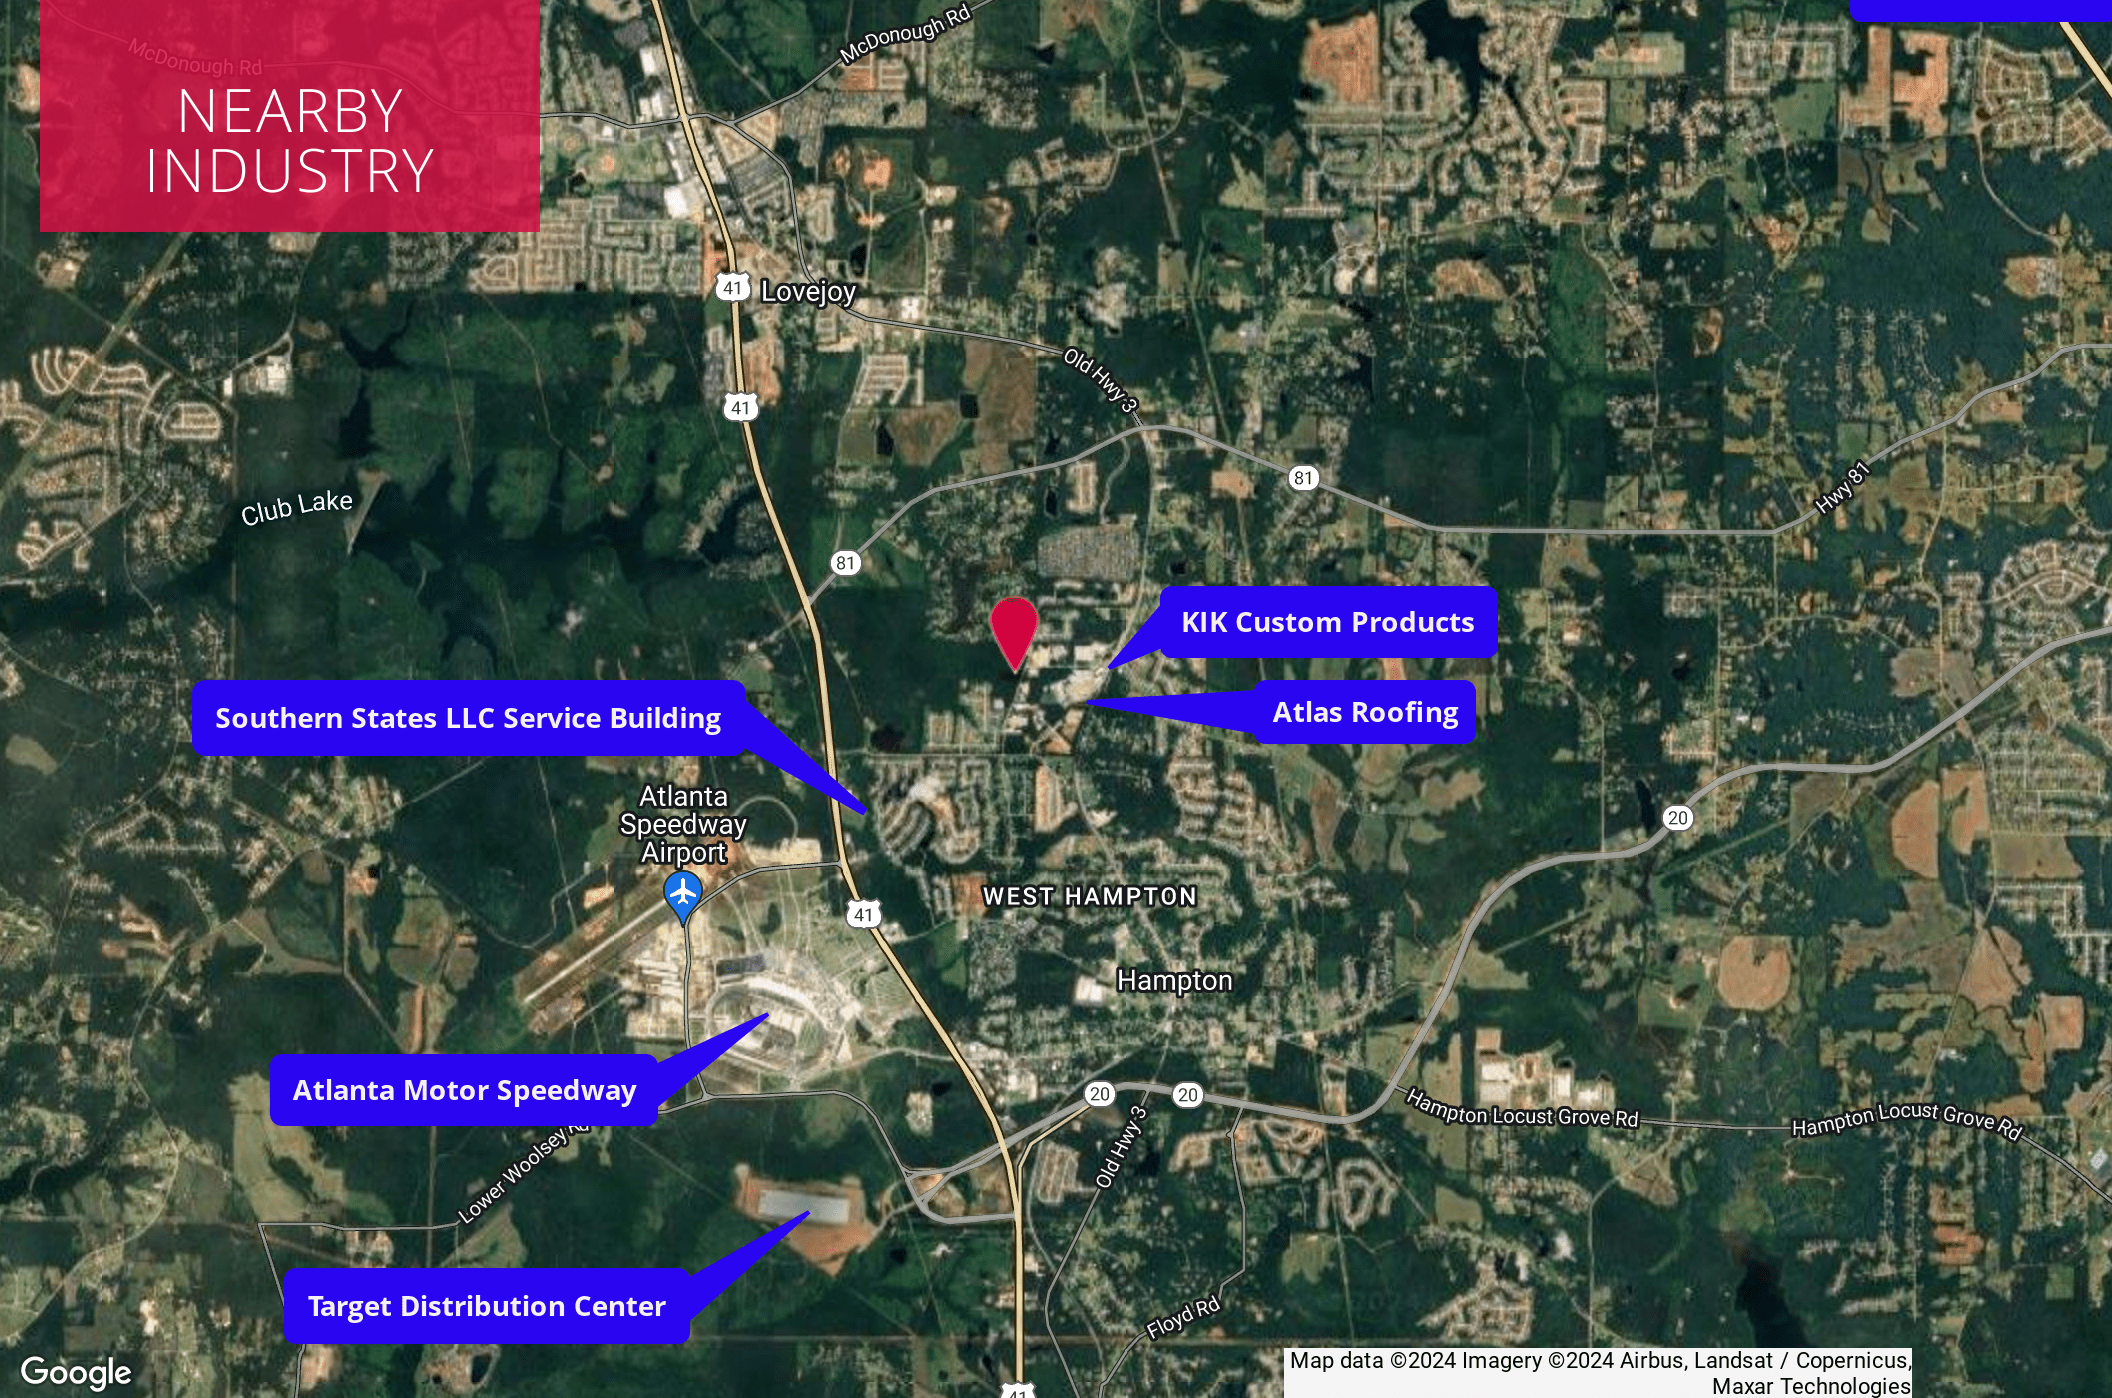 McDonough Rd
McDonough Rd
NEARBY
INDUSTRY
41
Lovejoy
Old Hwy 3
41
81
Hwy 81
Club Lake
81
KIK Custom Products
Southern States LLC Service Building
Atlas Roofing
Atlanta
Speedway
Airport
20
WEST HAMPTON
41
Hampton
Atlanta Motor Speedway
20
20
Hampton Locust Grove Rd
Hampton Locust Grove Rd
Lower Woolsey Rd
Old Hwy 3
Target Distribution Center
Floyd Rd
Google
41
Map data ©2024 Imagery ©2024 Airbus, Landsat / Copernicus,
Maxar Technologies